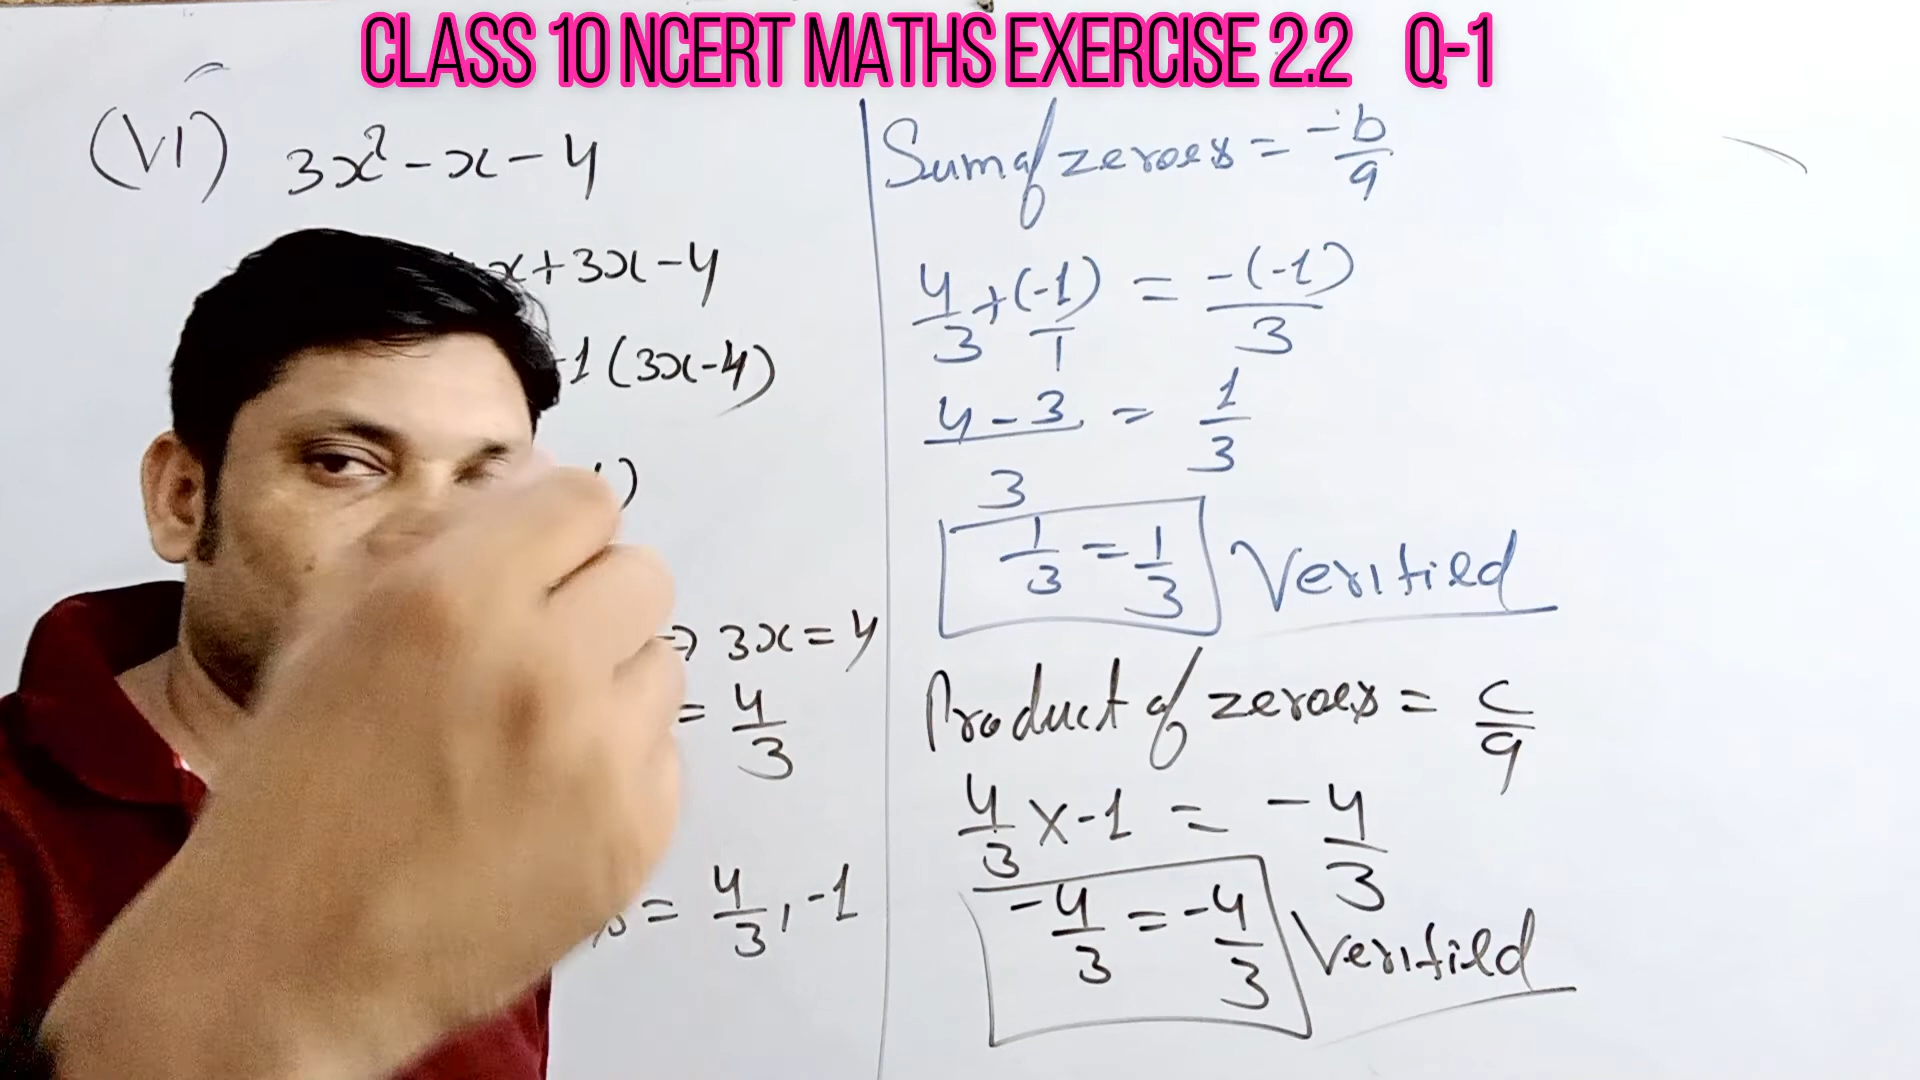 CLASS 10 NCERT MATHS EXERCISE 2.2 Q-1
(VI) 3x² - x - 4
x + 3x - 4
-1 (3x - 4)
)
⇒ 3x = 4
= 4/3
= 4/3, -1
Sum of zeroes = -b/a
4/3 + (-1)/1 = -(-1)/3
4 - 3/3 = 1/3
1/3 = 1/3 Verified
Product of zeroes = c/a
4/3 × -1 = -4/3
-4/3 = -4/3 Verified